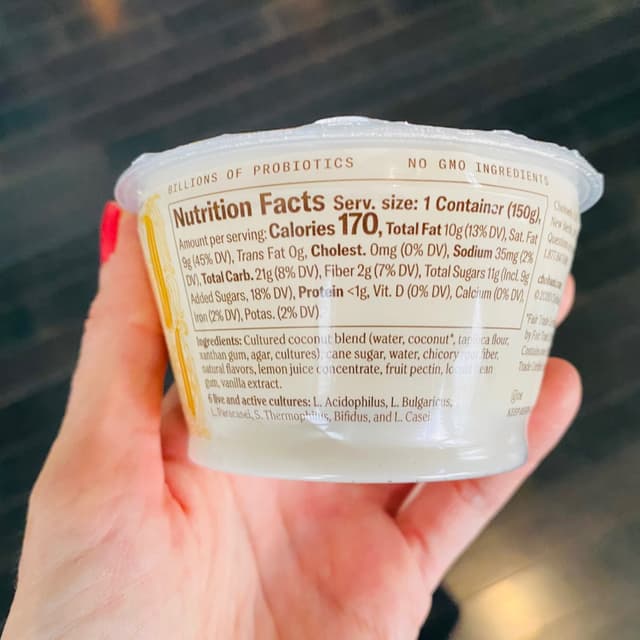 BILLIONS OF PROBIOTICS
NO GMO INGREDIENTS
Nutrition Facts Serv. size: 1 Container (150g),
Amount per serving: Calories 170, Total Fat 10g (13% DV), Sat. Fat
9g (45% DV), Trans Fat 0g, Cholest. 0mg (0% DV), Sodium 35mg (2%
DV), Total Carb. 21g (8% DV), Fiber 2g (7% DV), Total Sugars 11g (Incl. 9g
Added Sugars, 18% DV), Protein <1g, Vit. D (0% DV), Calcium (0% DV),
Iron (2% DV), Potas. (2% DV).
Ingredients: Cultured coconut blend (water, coconut*, tapioca flour,
xanthan gum, agar, cultures), cane sugar, water, chicory root fiber,
natural flavors, lemon juice concentrate, fruit pectin, locust bean
gum, vanilla extract.
6 live and active cultures: L. Acidophilus, L. Bulgaricus,
L. Paracasei, S. Thermophilus, Bifidus, and L. Casei